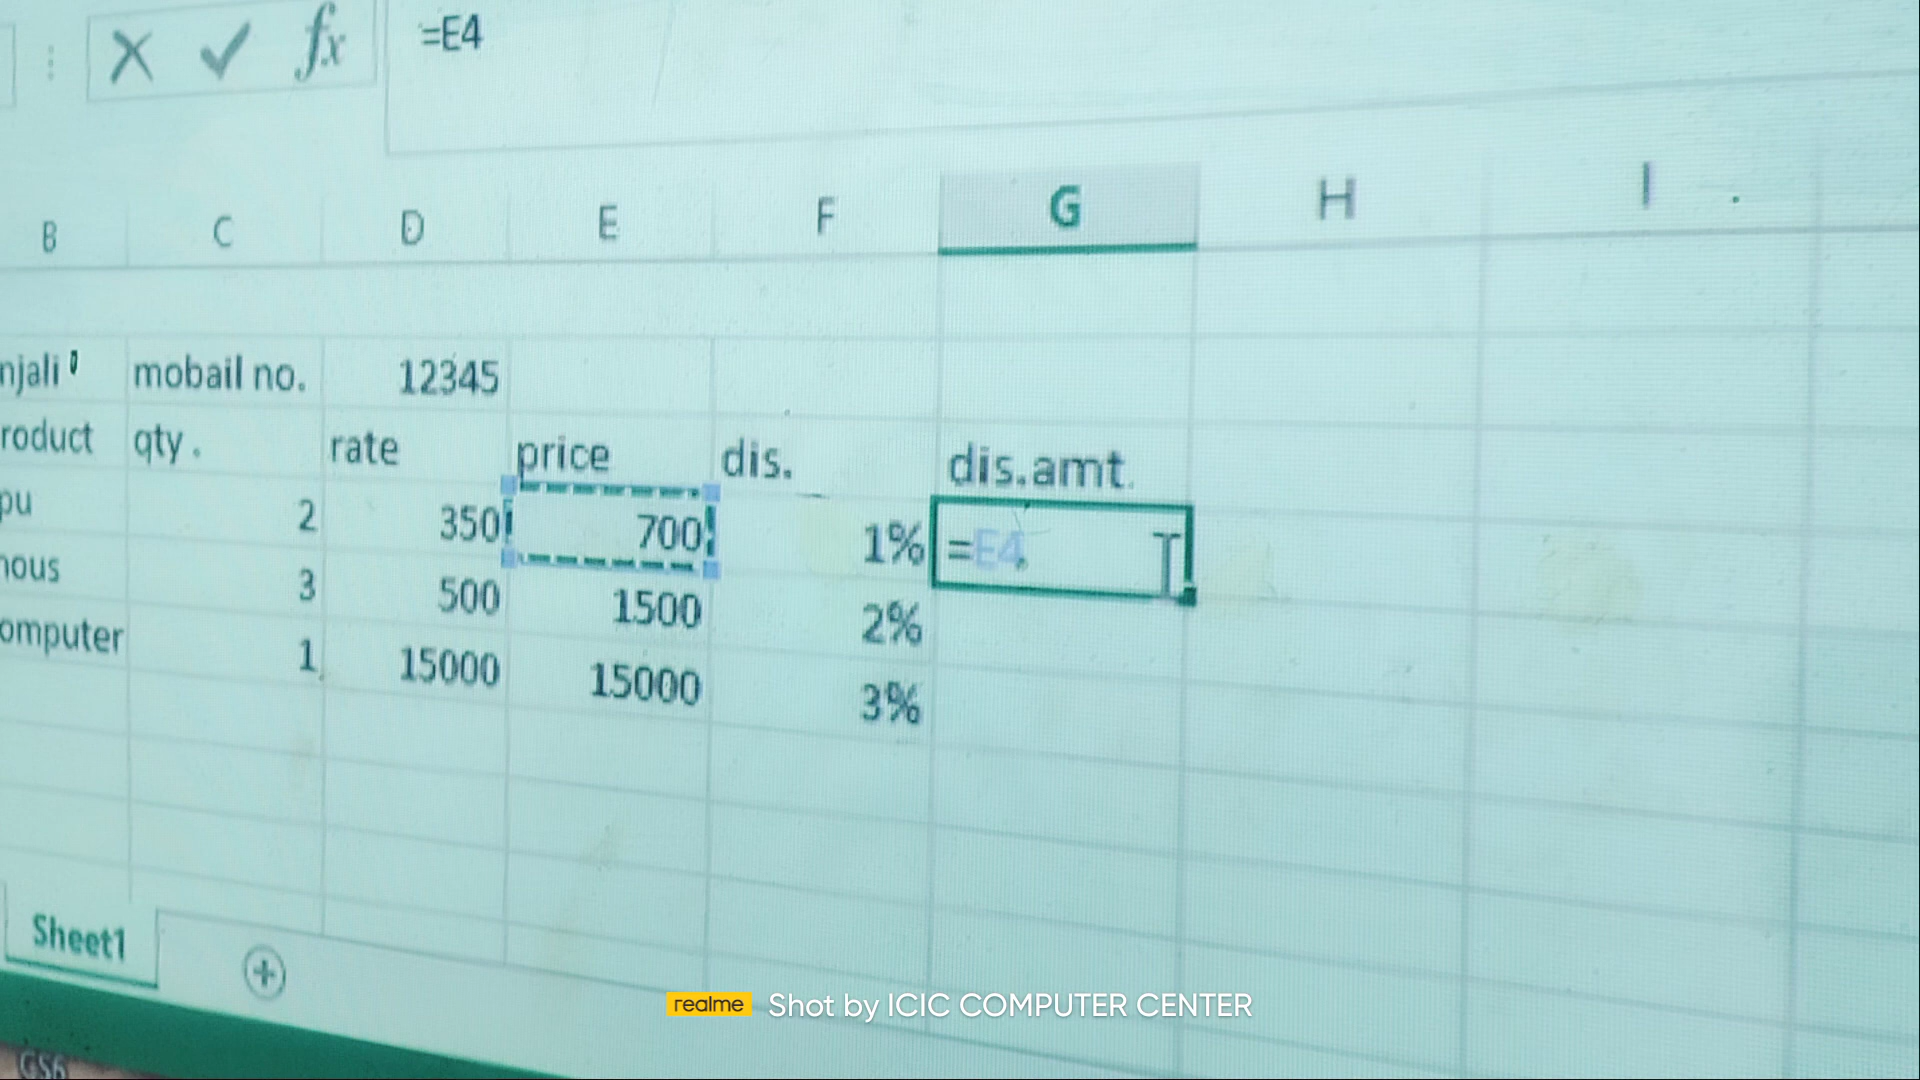 =E4
B C D E F G H I
njali mobail no. 12345
roduct qty. rate price dis. dis.amt.
pu 2 350 700 1% =E4
nous 3 500 1500 2%
omputer 1 15000 15000 3%
Sheet1
realme Shot by ICIC COMPUTER CENTER